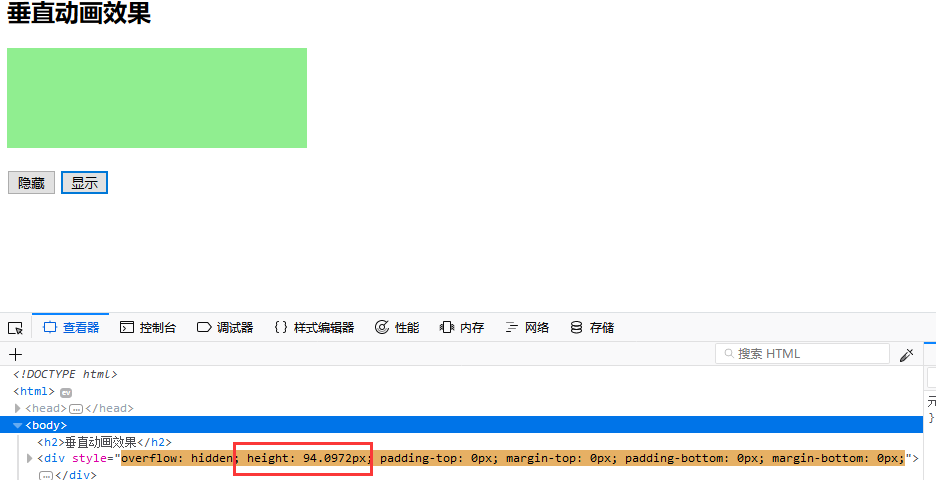 垂直动画效果
隐藏 显示
查看器 控制台 调试器 {} 样式编辑器 性能 内存 网络 存储
+ 搜索 HTML
<!DOCTYPE html>
<html> ev
<head> … </head>
<body>
<h2>垂直动画效果</h2>
<div style="overflow: hidden; height: 94.0972px; padding-top: 0px; margin-top: 0px; padding-bottom: 0px; margin-bottom: 0px;">
… </div>
}